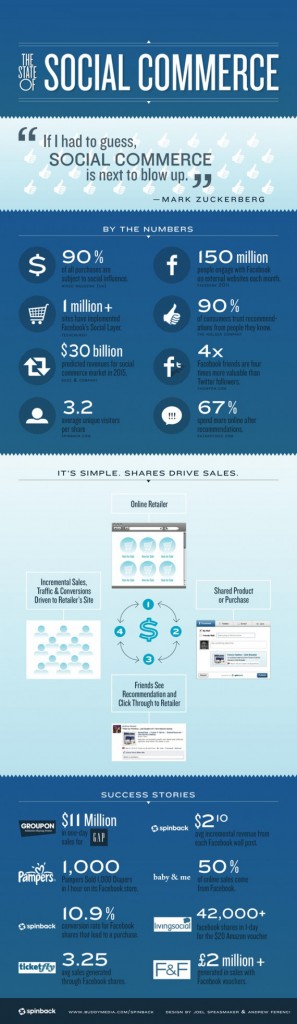 THE STATE OF
SOCIAL COMMERCE
“ If I had to guess,
SOCIAL COMMERCE
is next to blow up. ”
—MARK ZUCKERBERG
BY THE NUMBERS
90%
of all purchases are
subject to social influence.
150 million
people engage with Facebook
on external websites each month.
1 million+
sites have implemented
Facebook's Social Layer.
90%
of consumers trust recommend-
ations from people they know.
$30 billion
predicted revenues for social
commerce market in 2015.
4x
Facebook friends are four
times more valuable than
Twitter followers.
3.2
average unique visitors
per share
67%
spend more online after
recommendations.
IT'S SIMPLE. SHARES DRIVE SALES.
Online Retailer
Incremental Sales,
Traffic & Conversions
Driven to Retailer's Site
Shared Product
or Purchase
1
4
$
2
3
Friends See
Recommendation and
Click Through to Retailer
SUCCESS STORIES
GROUPON
$11 Million
in one-day
sales for
GAP
spinback
$2.10
avg incremental revenue from
each Facebook wall post.
Pampers
1,000
Pampers Sold 1,000 Diapers
in 1 hour on its Facebook store.
baby & me
50%
of online sales come
from Facebook.
spinback
10.9%
conversion rate for Facebook
shares that lead to a purchase.
livingsocial
42,000+
facebook shares in 1-day
for the $20 Amazon voucher
ticketfly
3.25
avg sales generated
through Facebook shares.
F&F
£2 million+
generated in sales with
Facebook vouchers.
spinback
WWW.BUDDYMEDIA.COM/SPINBACK
DESIGN BY JOEL SPEASMAKER & ANDREW FERENCI